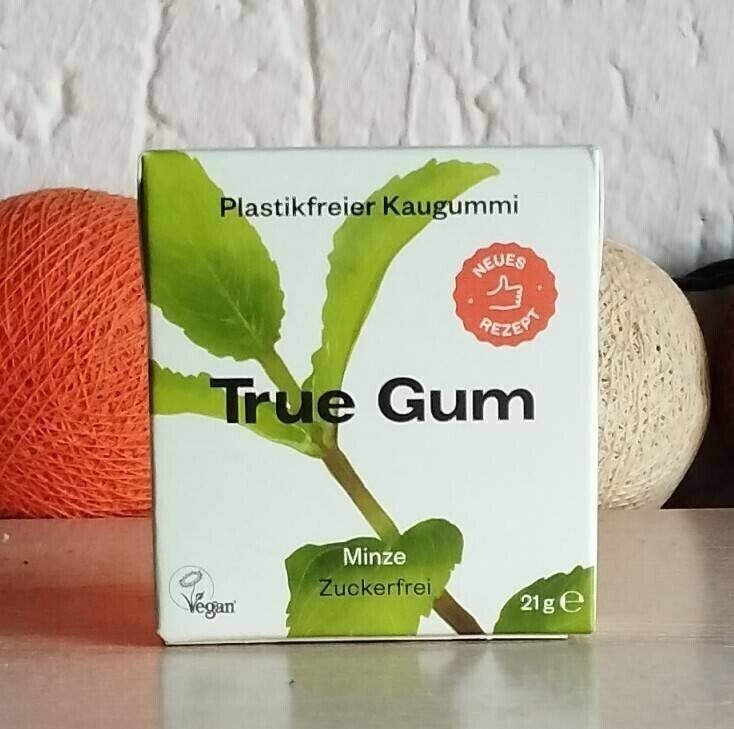 Plastikfreier Kaugummi
NEUES
REZEPT
True Gum
Minze
Zuckerfrei
Vegan
21 g ℮